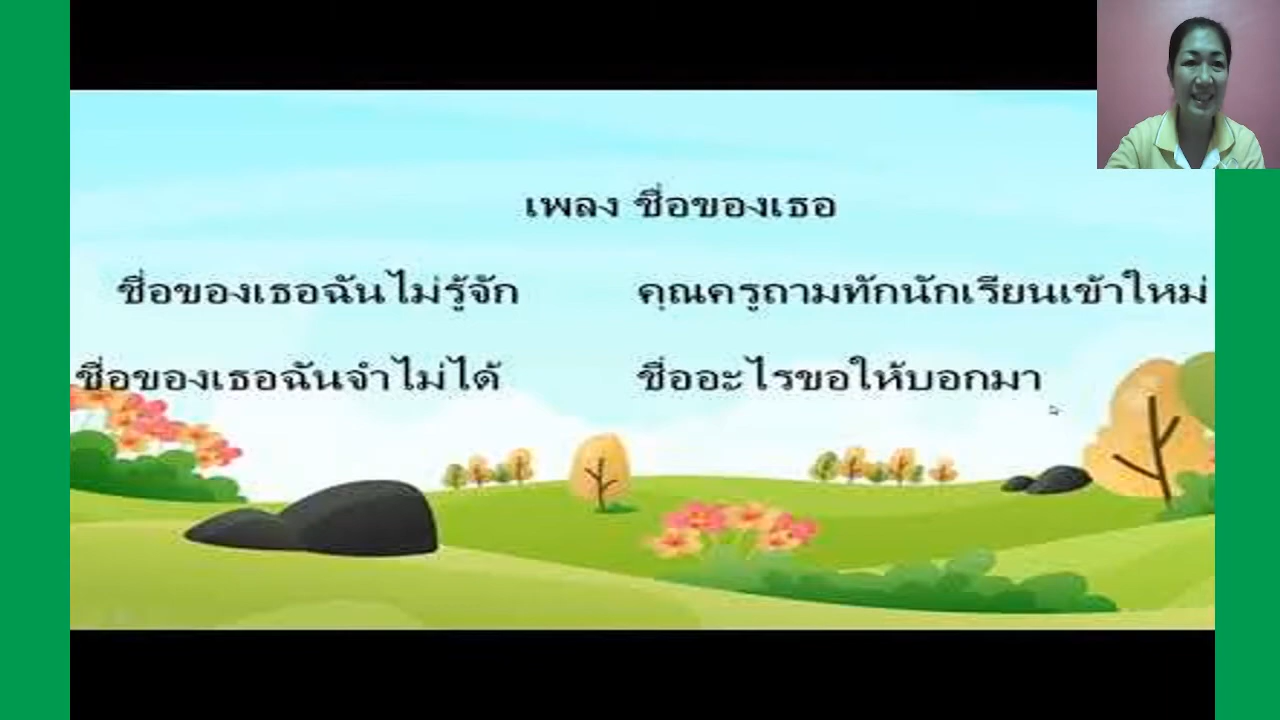 เพลง ชื่อของเธอ
ชื่อของเธอฉันไม่รู้จัก คุณครูถามทักนักเรียนเข้าใหม่
ชื่อของเธอฉันจำไม่ได้ ชื่ออะไรขอให้บอกมา